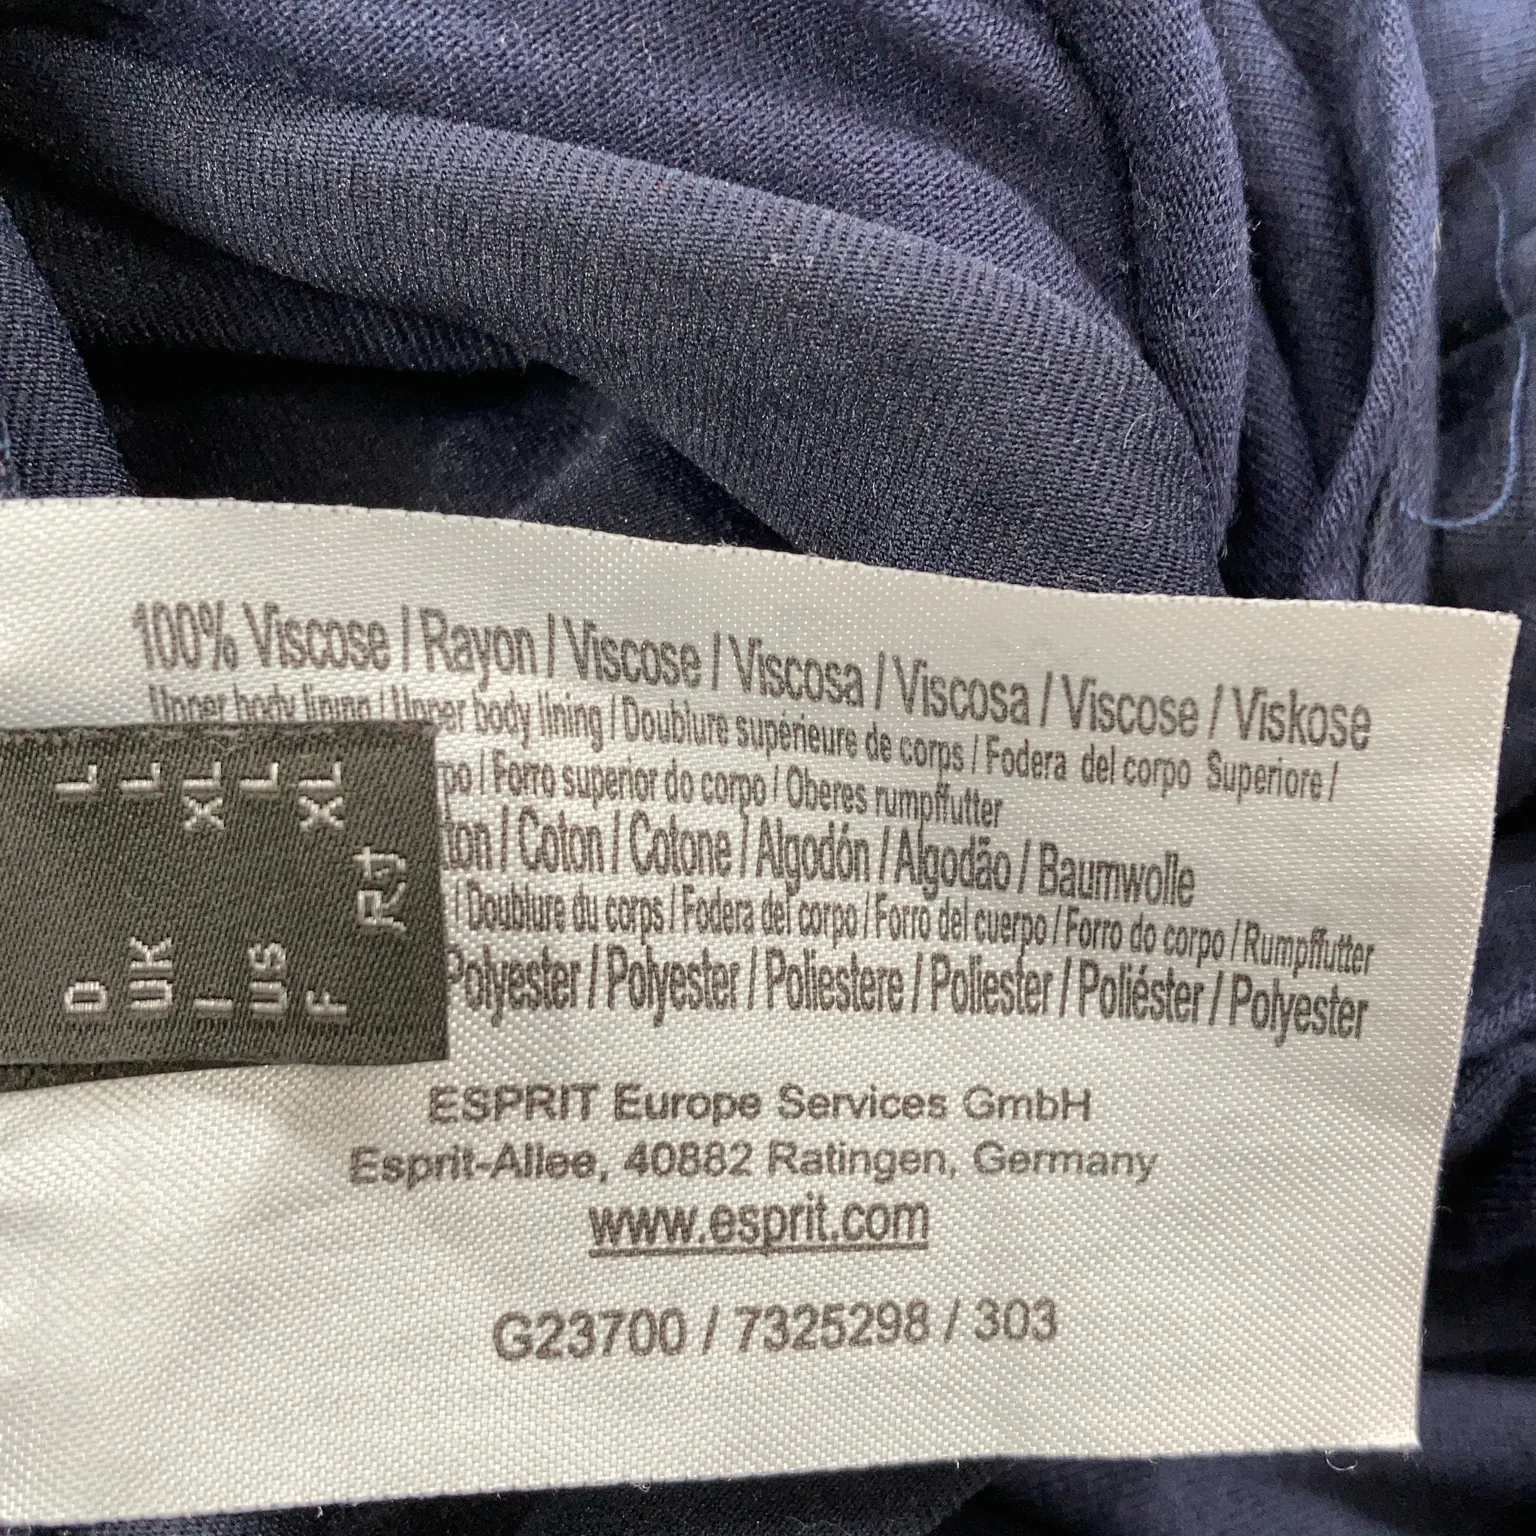 100% Viscose / Rayon / Viscose / Viscosa / Viscosa / Viscose / Viskose
Upper body lining / Upper body lining / Doublure superieure de corps / Fodera del corpo Superiore /
po / Forro superior do corpo / Oberes rumpffutter
ton / Coton / Cotone / Algodón / Algodão / Baumwolle
/ Doublure du corps / Fodera del corpo / Forro del cuerpo / Forro do corpo / Rumpffutter
Polyester / Polyester / Poliestere / Poliester / Poliéster / Polyester
ESPRIT Europe Services GmbH
Esprit-Allee, 40882 Ratingen, Germany
www.esprit.com
G23700 / 7325298 / 303
D L
UK L
I XL
US L
F XL